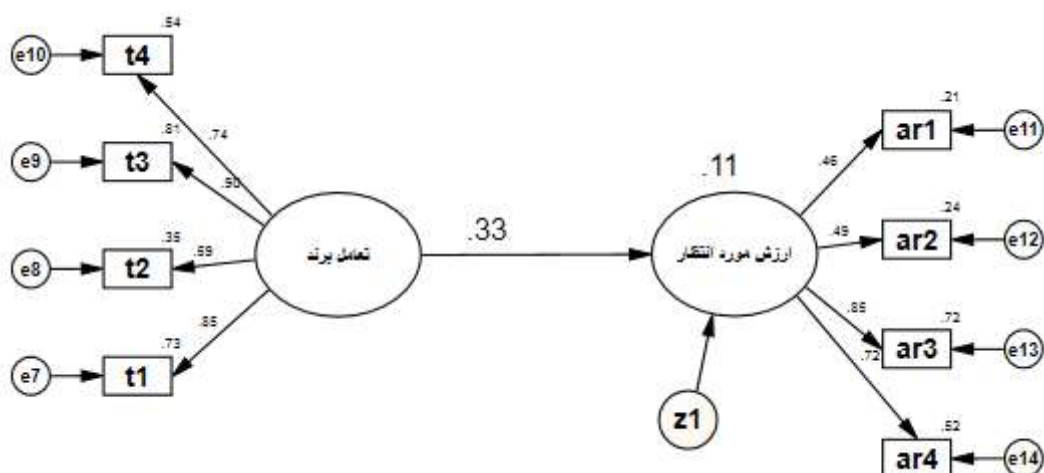 .54
e10
t4
.74
.81
e9
t3
.90
.35
e8
t2
.59
.73
e7
t1
.85
تعامل برند
.33
.11
ارزش مورد انتظار
z1
.21
.46
ar1
e11
.24
.49
ar2
e12
.72
.85
ar3
e13
.52
.72
ar4
e14